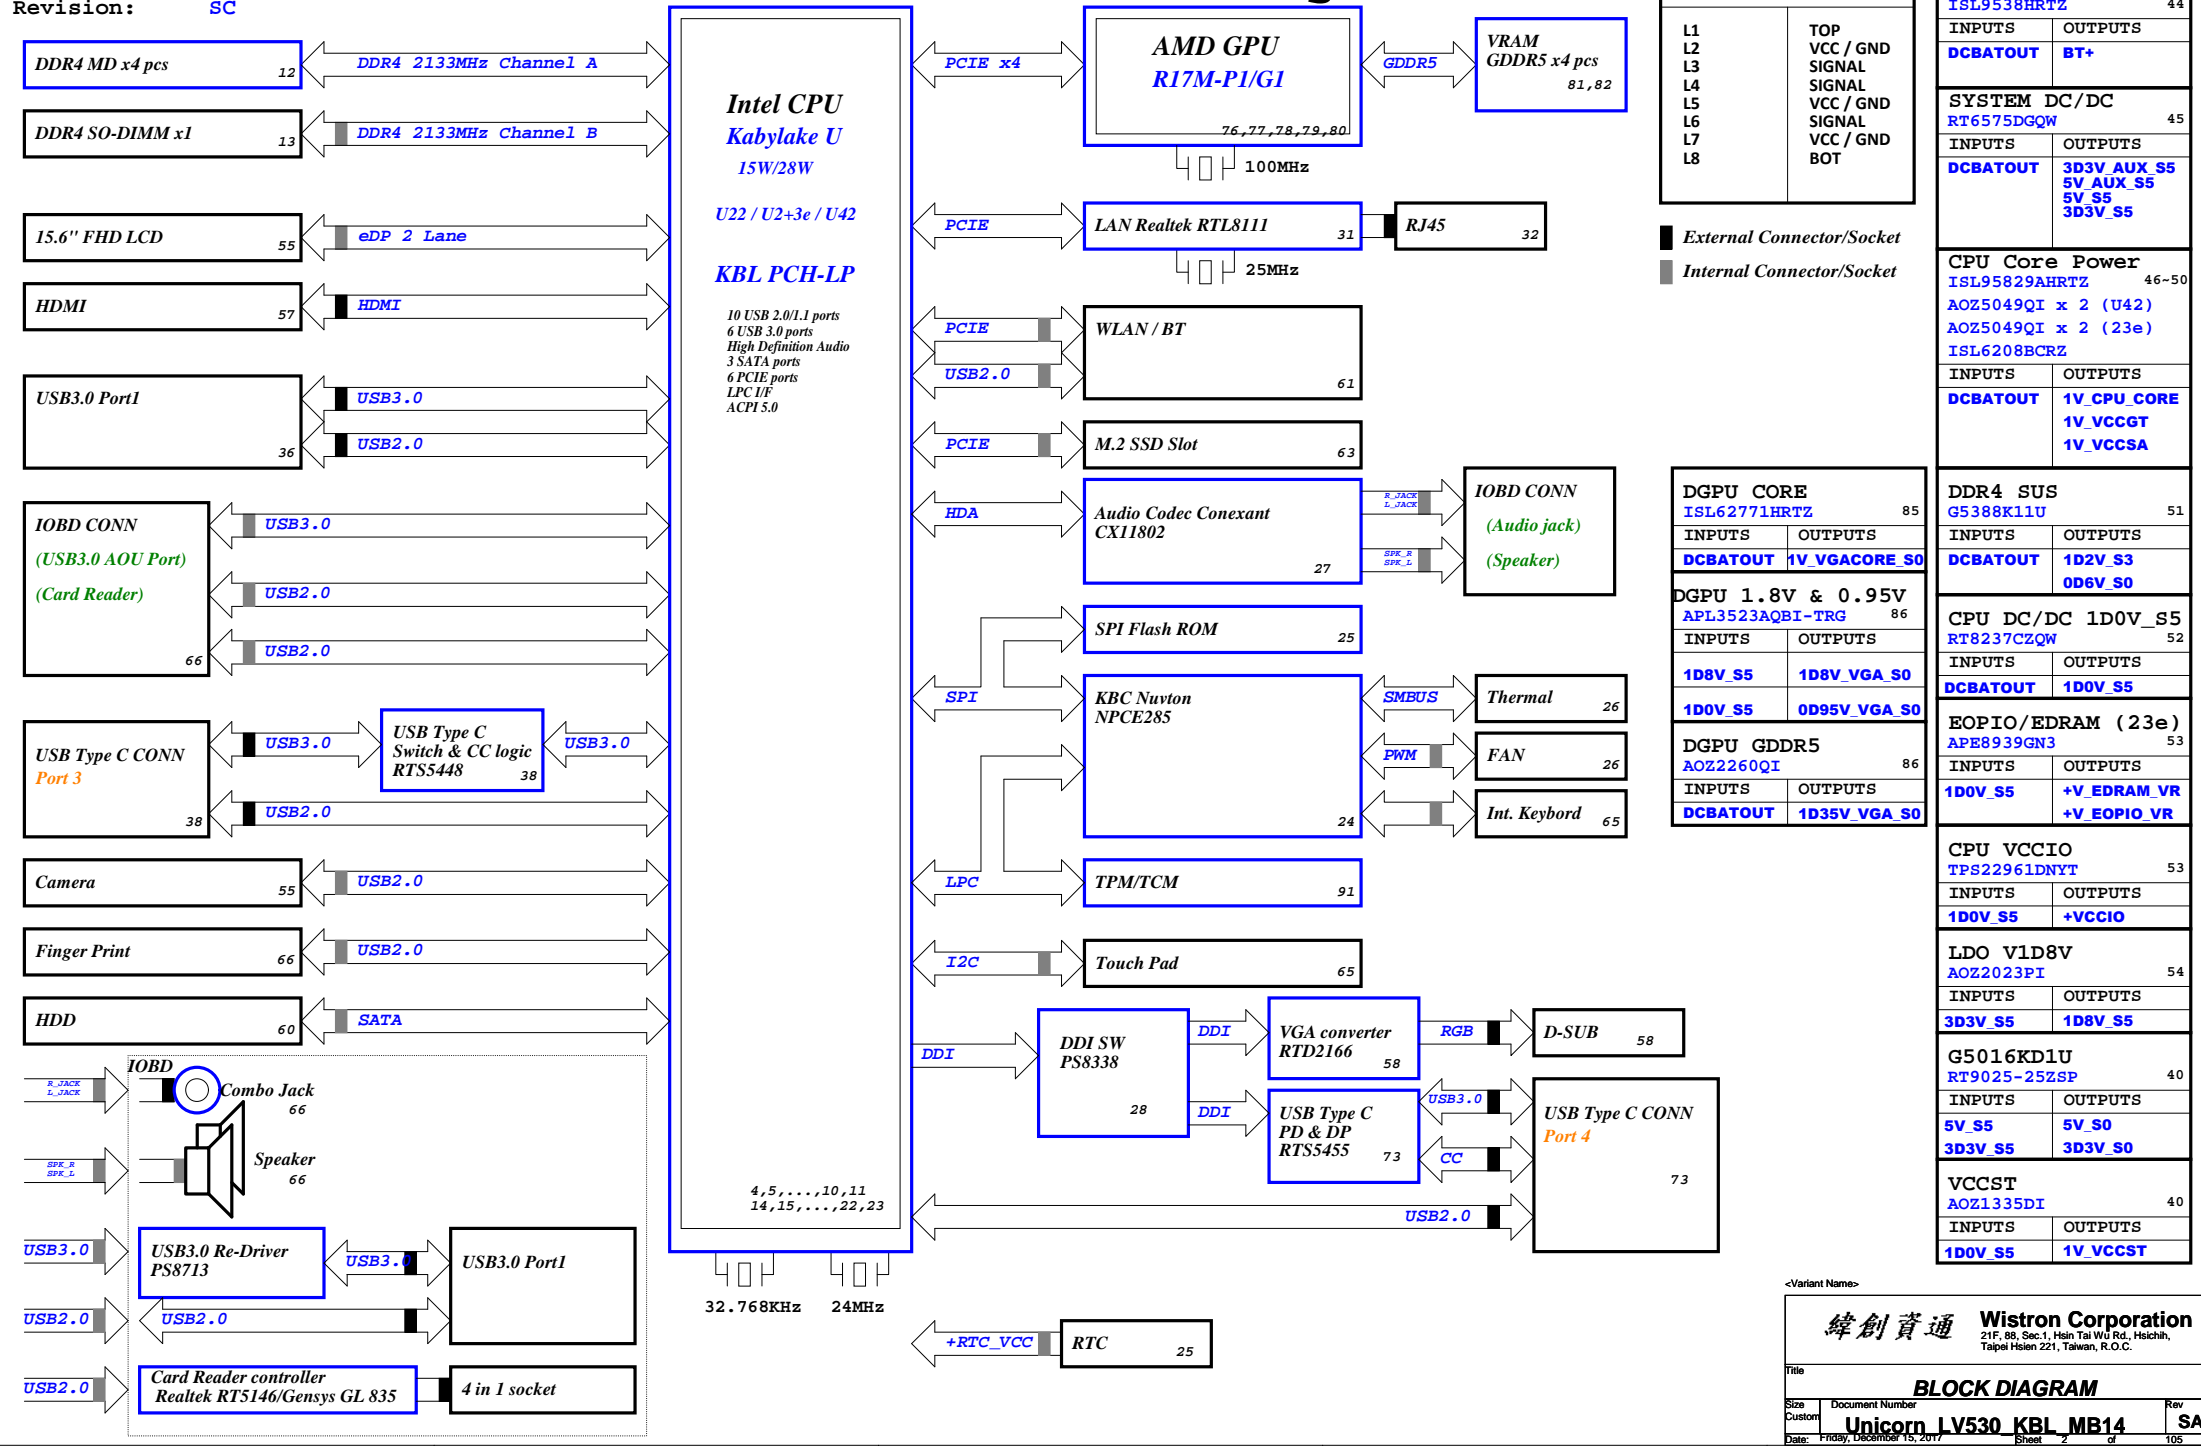 Revision: SC
DDR4 MD x4 pcs
12
DDR4 2133MHz Channel A
DDR4 SO-DIMM x1
13
DDR4 2133MHz Channel B
15.6" FHD LCD
55
eDP 2 Lane
HDMI
57
HDMI
USB3.0 Port1
36
USB3.0
USB2.0
IOBD CONN
(USB3.0 AOU Port)
(Card Reader)
66
USB3.0
USB2.0
USB2.0
USB Type C CONN
Port 3
38
USB3.0
USB Type C
Switch & CC logic
RTS5448
38
USB3.0
USB2.0
Camera
55
USB2.0
Finger Print
66
USB2.0
HDD
60
SATA
IOBD
R_JACK
L_JACK
Combo Jack
66
SPK_R
SPK_L
Speaker
66
USB3.0
USB3.0 Re-Driver
PS8713
USB3.0
USB3.0 Port1
USB2.0
USB2.0
USB2.0
Card Reader controller
Realtek RT5146/Gensys GL 835
4 in 1 socket
Intel CPU
Kabylake U
15W/28W
U22 / U2+3e / U42
KBL PCH-LP
10 USB 2.0/1.1 ports
6 USB 3.0 ports
High Definition Audio
3 SATA ports
6 PCIE ports
LPC I/F
ACPI 5.0
4,5,...,10,11
14,15,...,22,23
32.768KHz
24MHz
PCIE x4
AMD GPU
R17M-P1/G1
76,77,78,79,80
100MHz
GDDR5
VRAM
GDDR5 x4 pcs
81,82
PCIE
LAN Realtek RTL8111
31
25MHz
RJ45
32
PCIE
USB2.0
WLAN / BT
61
PCIE
M.2 SSD Slot
63
HDA
Audio Codec Conexant
CX11802
27
R_JACK
L_JACK
SPK_R
SPK_L
IOBD CONN
(Audio jack)
(Speaker)
SPI
SPI Flash ROM
25
KBC Nuvton
NPCE285
24
SMBUS
Thermal
26
PWM
FAN
26
Int. Keybord
65
LPC
TPM/TCM
91
I2C
Touch Pad
65
DDI
DDI SW
PS8338
28
DDI
VGA converter
RTD2166
58
RGB
D-SUB
58
DDI
USB Type C
PD & DP
RTS5455
73
USB3.0
CC
USB Type C CONN
Port 4
73
USB2.0
+RTC_VCC
RTC
25
L1 TOP
L2 VCC / GND
L3 SIGNAL
L4 SIGNAL
L5 VCC / GND
L6 SIGNAL
L7 VCC / GND
L8 BOT
External Connector/Socket
Internal Connector/Socket
DGPU CORE
ISL62771HRTZ 85
INPUTS OUTPUTS
DCBATOUT 1V_VGACORE_S0
DGPU 1.8V & 0.95V
APL3523AQBI-TRG 86
INPUTS OUTPUTS
1D8V_S5 1D8V_VGA_S0
1D0V_S5 0D95V_VGA_S0
DGPU GDDR5
AOZ2260QI 86
INPUTS OUTPUTS
DCBATOUT 1D35V_VGA_S0
ISL9538HRTZ 44
INPUTS OUTPUTS
DCBATOUT BT+
SYSTEM DC/DC
RT6575DGQW 45
INPUTS OUTPUTS
DCBATOUT 3D3V_AUX_S5
5V_AUX_S5
5V_S5
3D3V_S5
CPU Core Power
ISL95829AHRTZ 46~50
AOZ5049QI x 2 (U42)
AOZ5049QI x 2 (23e)
ISL6208BCRZ
INPUTS OUTPUTS
DCBATOUT 1V_CPU_CORE
1V_VCCGT
1V_VCCSA
DDR4 SUS
G5388K11U 51
INPUTS OUTPUTS
DCBATOUT 1D2V_S3
0D6V_S0
CPU DC/DC 1D0V_S5
RT8237CZQW 52
INPUTS OUTPUTS
DCBATOUT 1D0V_S5
EOPIO/EDRAM (23e)
APE8939GN3 53
INPUTS OUTPUTS
1D0V_S5 +V_EDRAM_VR
+V_EOPIO_VR
CPU VCCIO
TPS22961DNYT 53
INPUTS OUTPUTS
1D0V_S5 +VCCIO
LDO V1D8V
AOZ2023PI 54
INPUTS OUTPUTS
3D3V_S5 1D8V_S5
G5016KD1U
RT9025-25ZSP 40
INPUTS OUTPUTS
5V_S5 5V_S0
3D3V_S5 3D3V_S0
VCCST
AOZ1335DI 40
INPUTS OUTPUTS
1D0V_S5 1V_VCCST
<Variant Name>
緯創資通 Wistron Corporation
21F, 88, Sec.1, Hsin Tai Wu Rd., Hsichih,
Taipei Hsien 221, Taiwan, R.O.C.
Title
BLOCK DIAGRAM
Size Document Number Rev
Custom Unicorn_LV530_KBL_MB14 SA
Date: Friday, December 15, 2017 Sheet 2 of 105